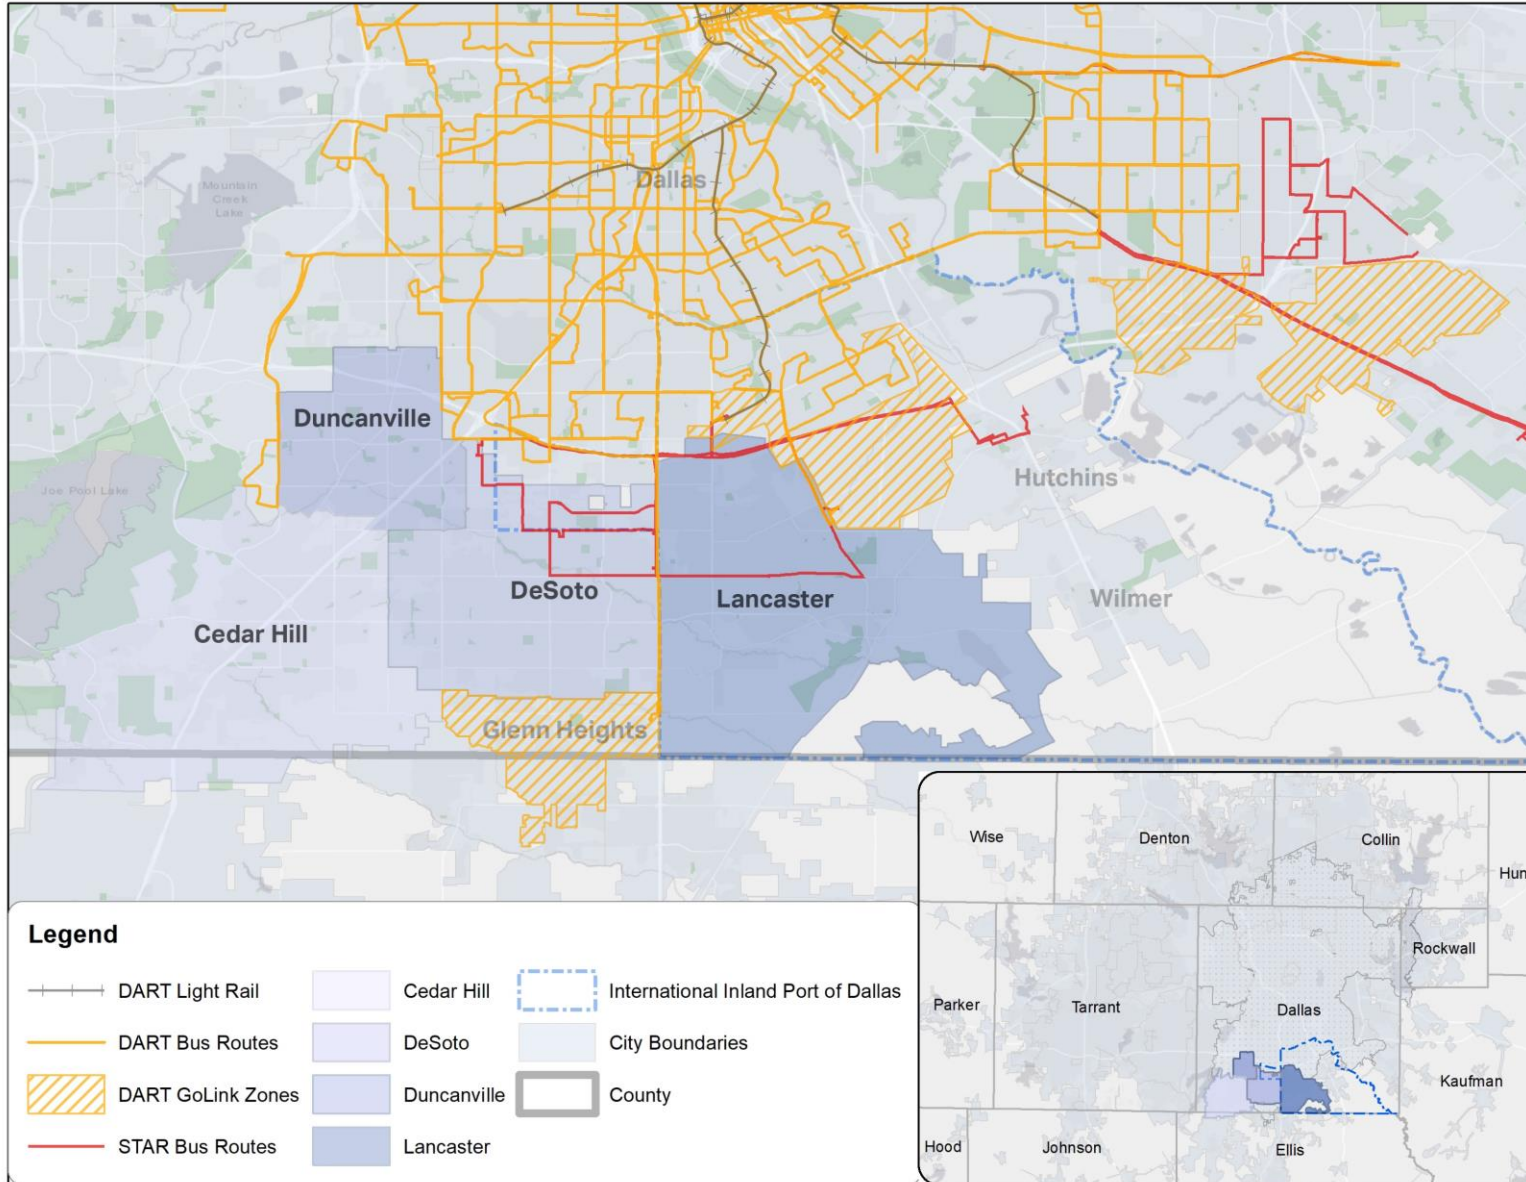 Dallas
Mountain
Creek
Lake
Duncanville
Joe Pool Lake
Hutchins
DeSoto
Lancaster
Wilmer
Cedar Hill
Glenn Heights
Legend
DART Light Rail
DART Bus Routes
DART GoLink Zones
STAR Bus Routes
Cedar Hill
DeSoto
Duncanville
Lancaster
International Inland Port of Dallas
City Boundaries
County
Wise
Denton
Collin
Hun
Rockwall
Parker
Tarrant
Dallas
Kaufman
Hood
Johnson
Ellis